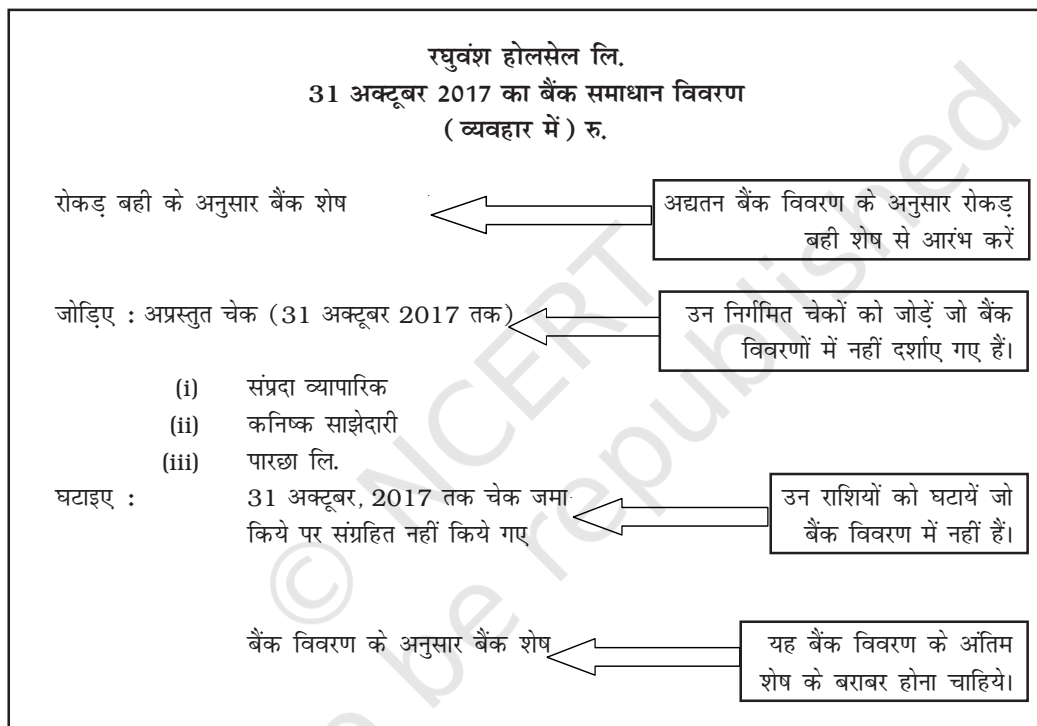 रघुवंश होलसेल लि.
31 अक्टूबर 2017 का बैंक समाधान विवरण
( व्यवहार में ) रु.
रोकड़ बही के अनुसार बैंक शेष
अद्यतन बैंक विवरण के अनुसार रोकड़
बही शेष से आरंभ करें
जोड़िए : अप्रस्तुत चेक (31 अक्टूबर 2017 तक)
उन निर्गमित चेकों को जोड़ें जो बैंक
विवरणों में नहीं दर्शाए गए हैं।
(i) संप्रदा व्यापारिक
(ii) कनिष्क साझेदारी
(iii) पारछा लि.
घटाइए : 31 अक्टूबर, 2017 तक चेक जमा
किये पर संग्रहित नहीं किये गए
उन राशियों को घटायें जो
बैंक विवरण में नहीं हैं।
बैंक विवरण के अनुसार बैंक शेष
यह बैंक विवरण के अंतिम
शेष के बराबर होना चाहिये।
© NCERT
be republished